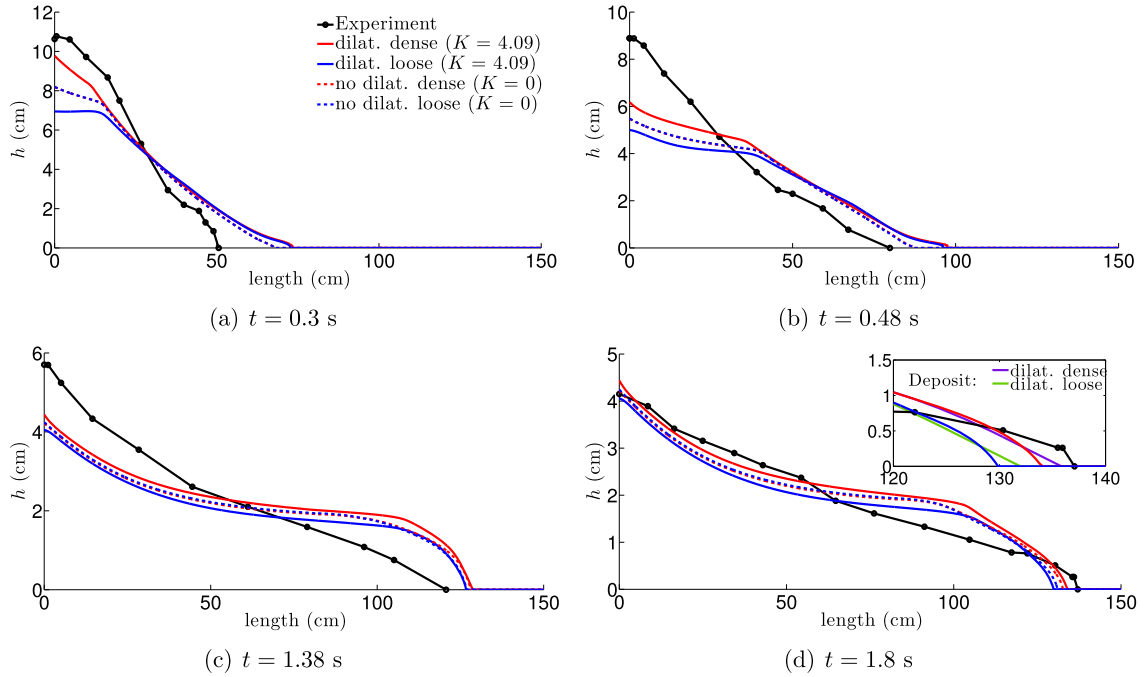 12
10
8
6
4
2
0
h (cm)
0
50
100
150
length (cm)
Experiment
dilat. dense (K = 4.09)
dilat. loose (K = 4.09)
no dilat. dense (K = 0)
no dilat. loose (K = 0)
(a) t = 0.3 s
10
8
6
4
2
0
h (cm)
0
50
100
150
length (cm)
(b) t = 0.48 s
6
4
2
0
h (cm)
0
50
100
150
length (cm)
(c) t = 1.38 s
5
4
3
2
1
0
h (cm)
0
50
100
150
length (cm)
1.5
1
0.5
0
120
130
140
Deposit:
dilat. dense
dilat. loose
(d) t = 1.8 s